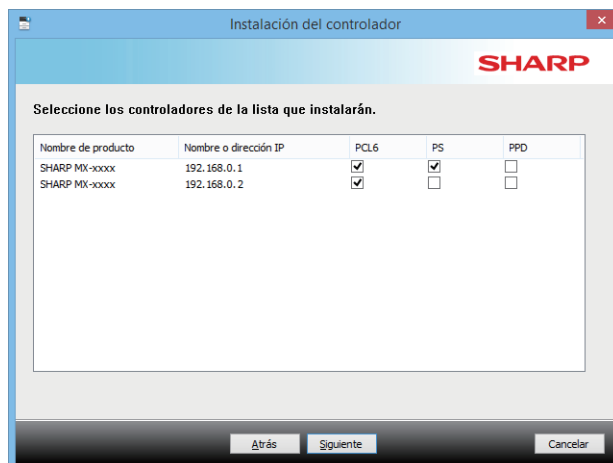 Instalación del controlador
SHARP
Seleccione los controladores de la lista que instalarán.
Nombre de producto Nombre o dirección IP PCL6 PS PPD
SHARP MX-xxxx 192.168.0.1
SHARP MX-xxxx 192.168.0.2
Atrás Siguiente Cancelar